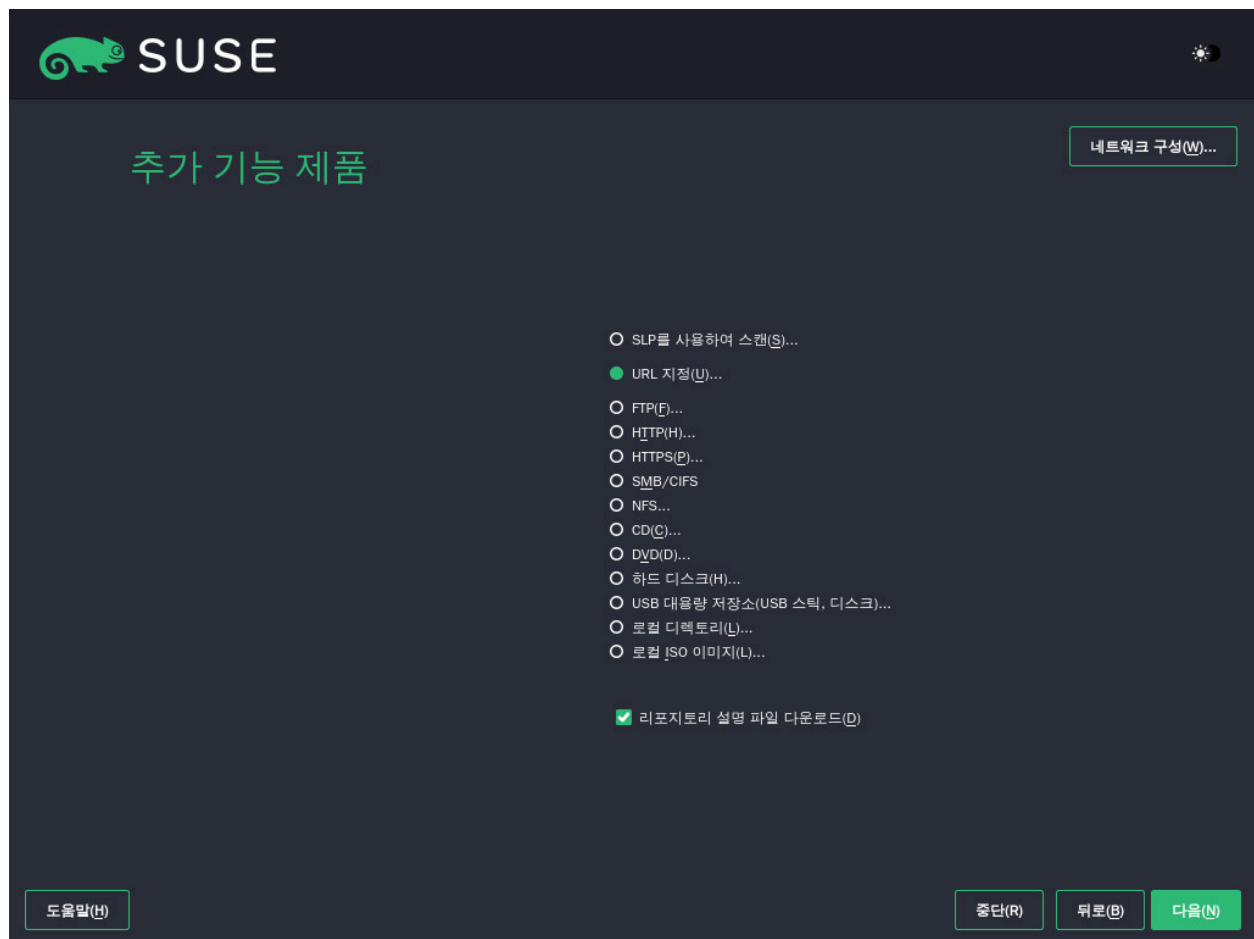 SUSE
추가 기능 제품
네트워크 구성(W)...
SLP를 사용하여 스캔(S)...
URL 지정(U)...
FTP(F)...
HTTP(H)...
HTTPS(P)...
SMB/CIFS
NFS...
CD(C)...
DVD(D)...
하드 디스크(H)...
USB 대용량 저장소(USB 스틱, 디스크)...
로컬 디렉토리(L)...
로컬 ISO 이미지(L)...
리포지토리 설명 파일 다운로드(D)
도움말(H)
중단(R)
뒤로(B)
다음(N)